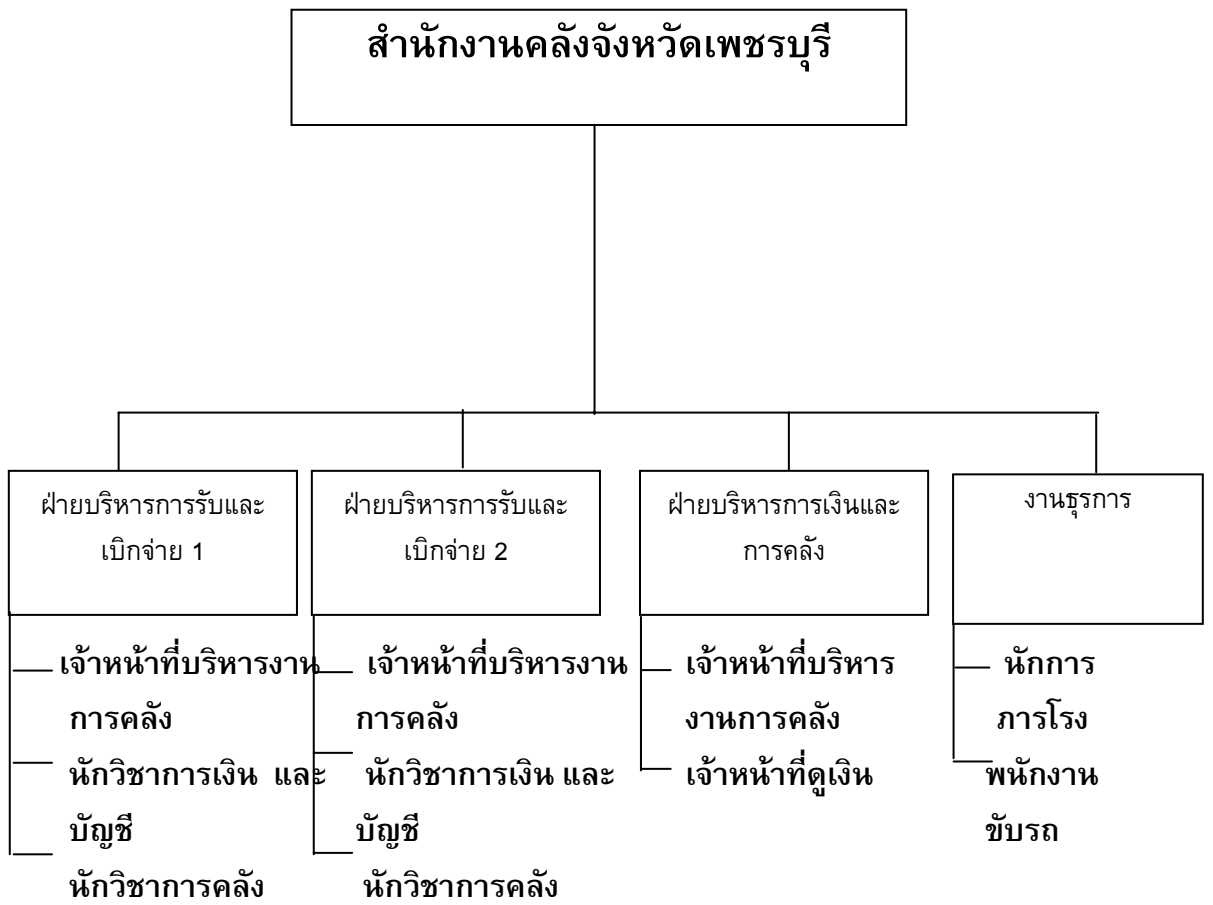 สำนักงานคลังจังหวัดเพชรบุรี
ฝ่ายบริหารการรับและ
เบิกจ่าย 1
ฝ่ายบริหารการรับและ
เบิกจ่าย 2
ฝ่ายบริหารการเงินและ
การคลัง
งานธุรการ
เจ้าหน้าที่บริหารงาน
การคลัง
นักวิชาการเงิน และ
บัญชี
นักวิชาการคลัง
เจ้าหน้าที่บริหารงาน
การคลัง
นักวิชาการเงิน และ
บัญชี
นักวิชาการคลัง
เจ้าหน้าที่บริหาร
งานการคลัง
เจ้าหน้าที่ดูเงิน
นักการ
ภารโรง
พนักงาน
ขับรถ